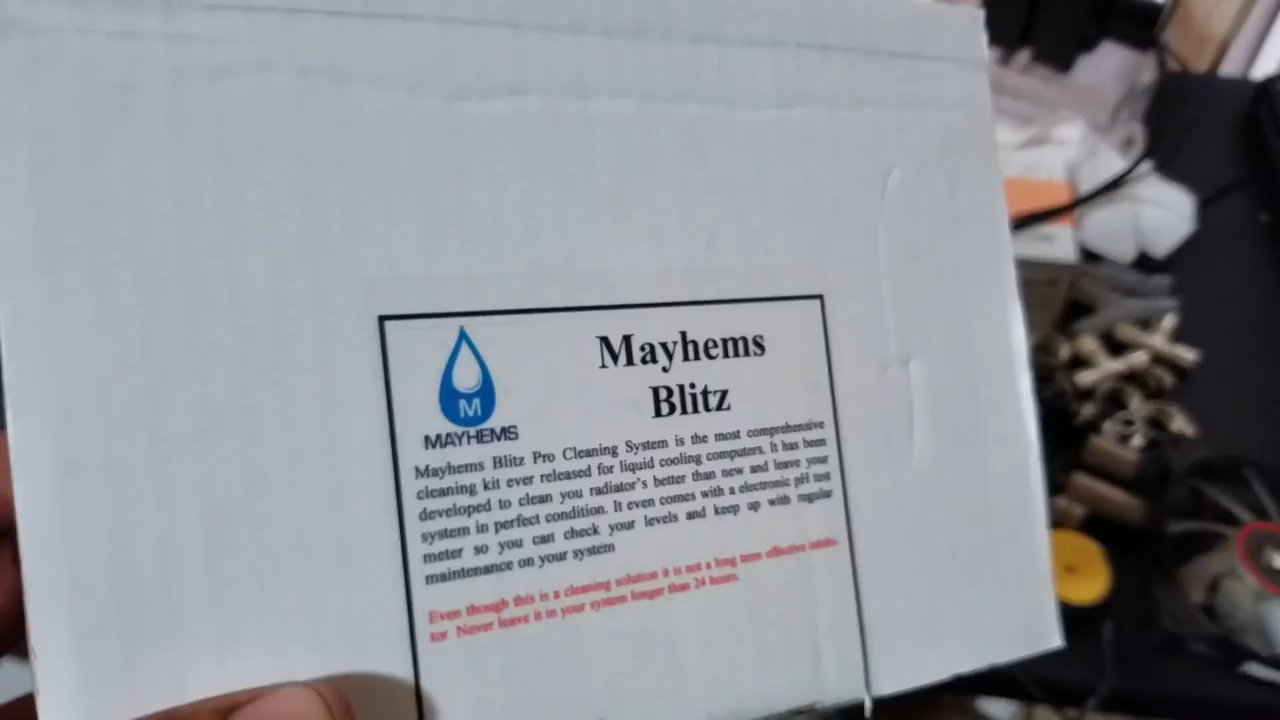 Mayhems
Blitz
M
MAYHEMS
Mayhems Blitz Pro Cleaning System is the most comprehensive
cleaning kit ever released for liquid cooling computers. It has been
developed to clean you radiator's better than new and leave your
system in perfect condition. It even comes with a electronic pH test
meter so you can check your levels and keep up with regular
maintenance on your system
Even though this is a cleaning solution it is not a long term effective inhibi-
tor. Never leave it in your system longer than 24 hours.